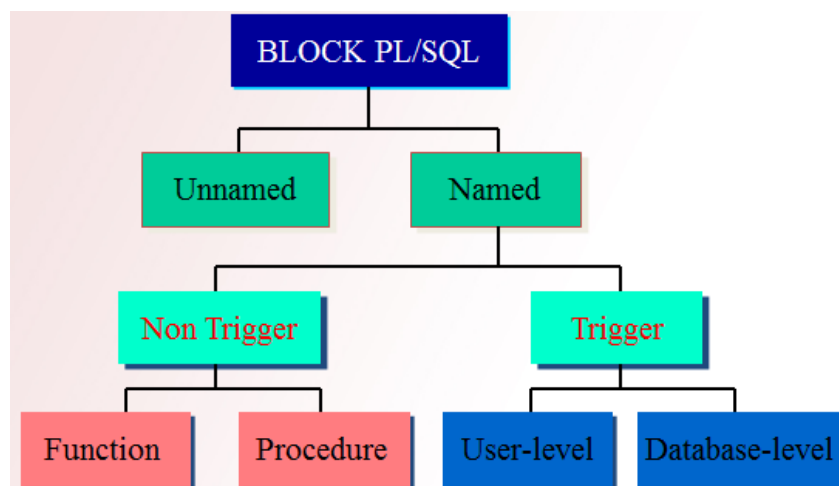 BLOCK PL/SQL
Unnamed
Named
Non Trigger
Trigger
Function
Procedure
User-level
Database-level